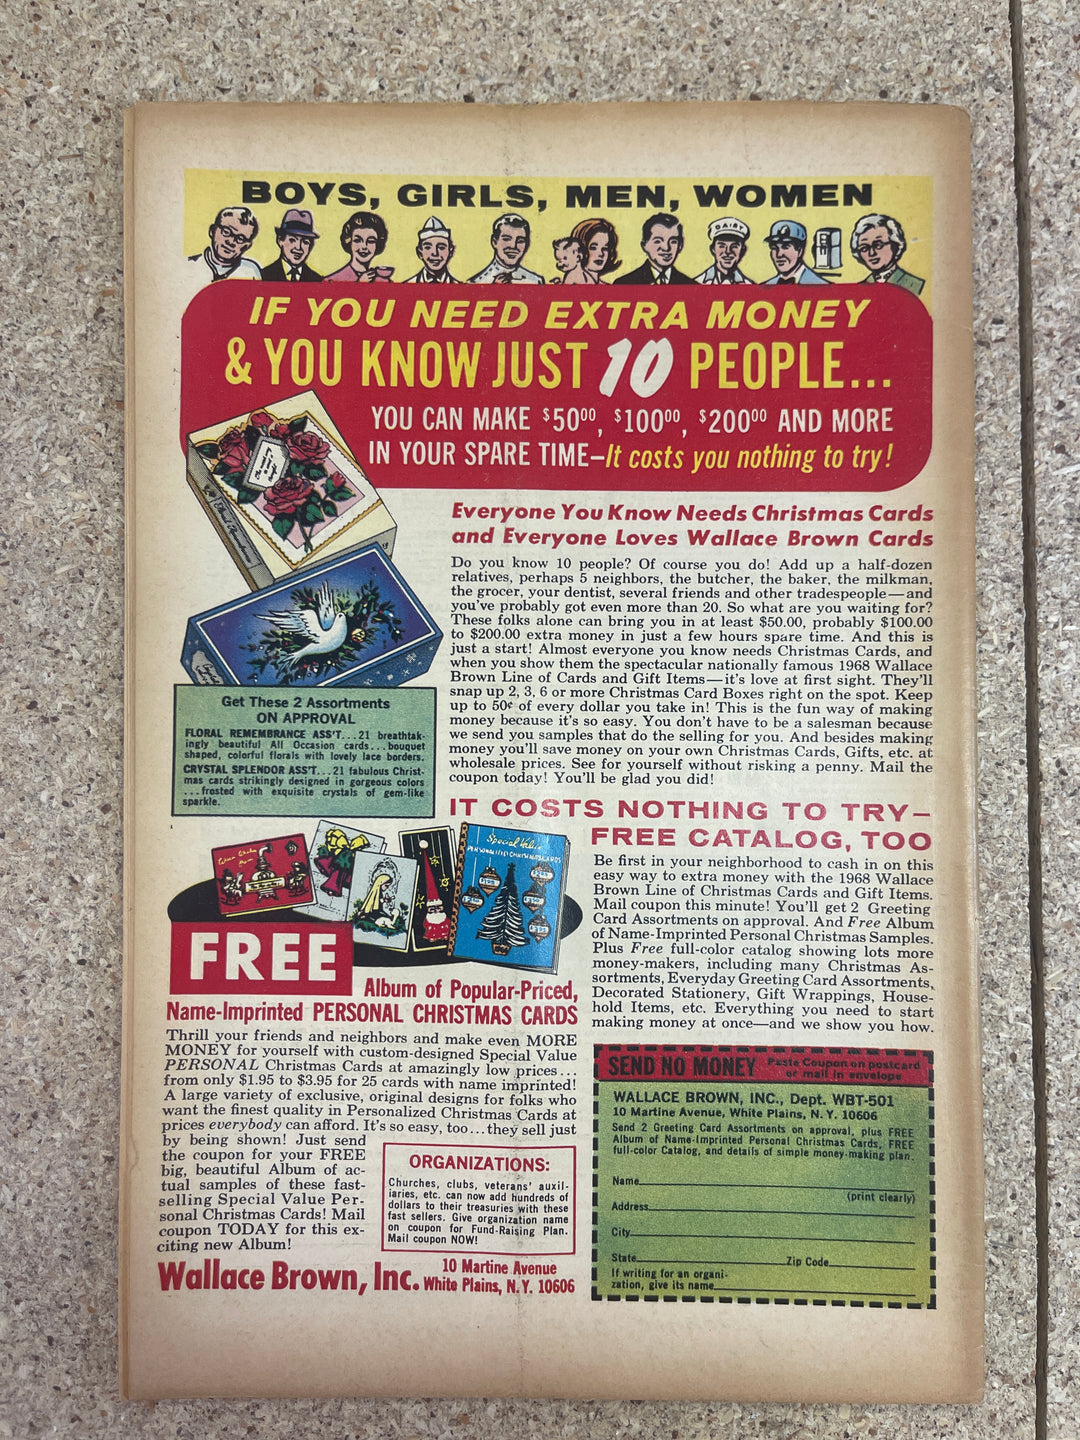 BOYS, GIRLS, MEN, WOMEN
DAIRY
IF YOU NEED EXTRA MONEY
& YOU KNOW JUST 10 PEOPLE...
YOU CAN MAKE $50⁰⁰, $100⁰⁰, $200⁰⁰ AND MORE
IN YOUR SPARE TIME—It costs you nothing to try!
Everyone You Know Needs Christmas Cards
and Everyone Loves Wallace Brown Cards
Do you know 10 people? Of course you do! Add up a half-dozen
relatives, perhaps 5 neighbors, the butcher, the baker, the milkman,
the grocer, your dentist, several friends and other tradespeople—and
you've probably got even more than 20. So what are you waiting for?
These folks alone can bring you in at least $50.00, probably $100.00
to $200.00 extra money in just a few hours spare time. And this is
just a start! Almost everyone you know needs Christmas Cards, and
when you show them the spectacular nationally famous 1968 Wallace
Brown Line of Cards and Gift Items—it's love at first sight. They'll
snap up 2, 3, 6 or more Christmas Card Boxes right on the spot. Keep
up to 50¢ of every dollar you take in! This is the fun way of making
money because it's so easy. You don't have to be a salesman because
we send you samples that do the selling for you. And besides making
money you'll save money on your own Christmas Cards, Gifts, etc. at
wholesale prices. See for yourself without risking a penny. Mail the
coupon today! You'll be glad you did!
Get These 2 Assortments
ON APPROVAL
FLORAL REMEMBRANCE ASS'T...21 breathtak-
ingly beautiful All Occasion cards...bouquet
shaped, colorful florals with lovely lace borders.
CRYSTAL SPLENDOR ASS'T...21 fabulous Christ-
mas cards strikingly designed in gorgeous colors
...frosted with exquisite crystals of gem-like
sparkle.
IT COSTS NOTHING TO TRY—
FREE CATALOG, TOO
Be first in your neighborhood to cash in on this
easy way to extra money with the 1968 Wallace
Brown Line of Christmas Cards and Gift Items.
Mail coupon this minute! You'll get 2 Greeting
Card Assortments on approval. And Free Album
of Name-Imprinted Personal Christmas Samples.
Plus Free full-color catalog showing lots more
money-makers, including many Christmas As-
sortments, Everyday Greeting Card Assortments,
Decorated Stationery, Gift Wrappings, House-
hold Items, etc. Everything you need to start
making money at once—and we show you how.
Special Value
PERSONALIZED CHRISTMAS CARDS
FREE
Album of Popular-Priced,
Name-Imprinted PERSONAL CHRISTMAS CARDS
Thrill your friends and neighbors and make even MORE
MONEY for yourself with custom-designed Special Value
PERSONAL Christmas Cards at amazingly low prices...
from only $1.95 to $3.95 for 25 cards with name imprinted!
A large variety of exclusive, original designs for folks who
want the finest quality in Personalized Christmas Cards at
prices everybody can afford. It's so easy, too...they sell just
by being shown! Just send
the coupon for your FREE
big, beautiful Album of ac-
tual samples of these fast-
selling Special Value Per-
sonal Christmas Cards! Mail
coupon TODAY for this ex-
citing new Album!
ORGANIZATIONS:
Churches, clubs, veterans' auxil-
iaries, etc. can now add hundreds of
dollars to their treasuries with these
fast sellers. Give organization name
on coupon for Fund-Raising Plan.
Mail coupon NOW!
Wallace Brown, Inc. 10 Martine Avenue
White Plains, N.Y. 10606
SEND NO MONEY Paste Coupon on postcard
or mail in envelope
WALLACE BROWN, INC., Dept. WBT-501
10 Martine Avenue, White Plains, N. Y. 10606
Send 2 Greeting Card Assortments on approval, plus FREE
Album of Name-Imprinted Personal Christmas Cards, FREE
full-color Catalog, and details of simple money-making plan.
Name
(print clearly)
Address
City
State Zip Code
If writing for an organi-
zation, give its name